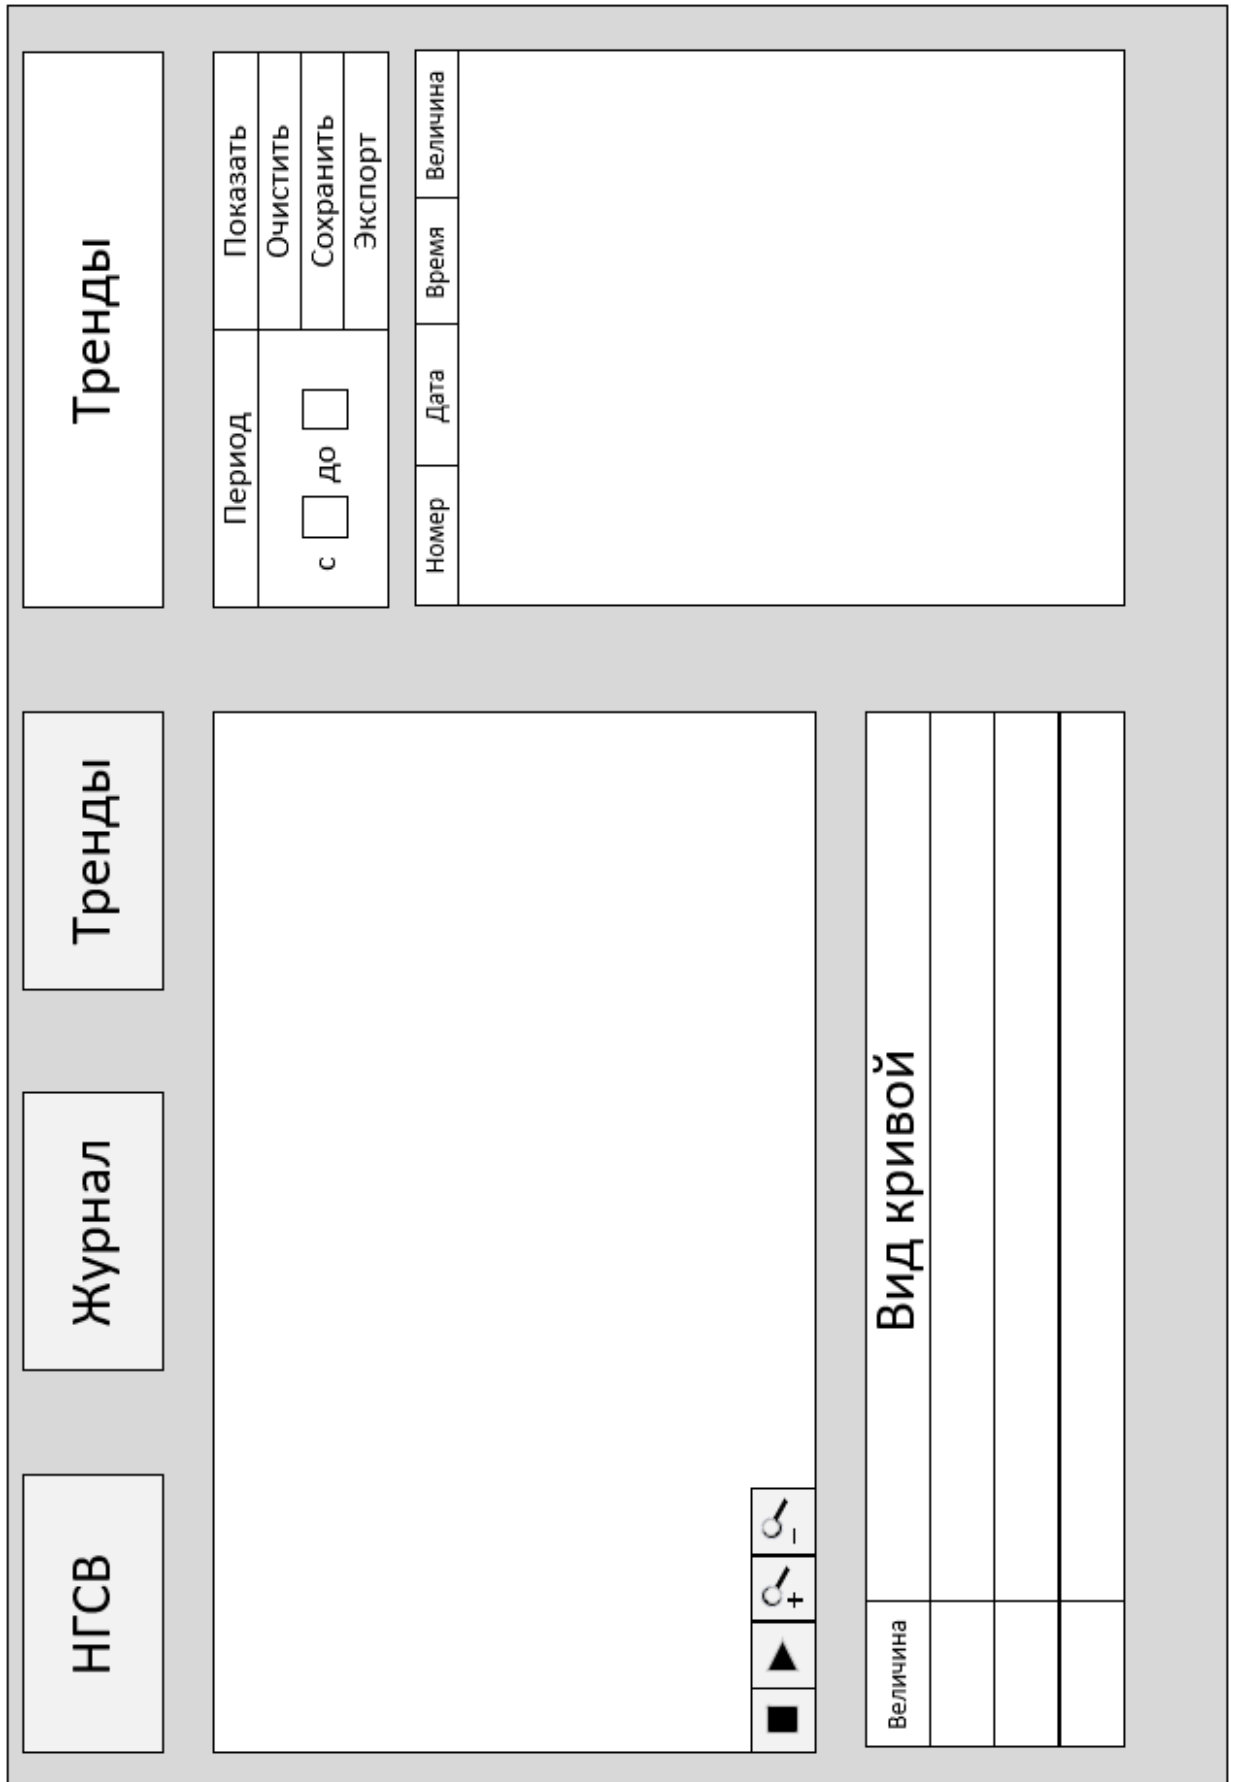 НГСВ
Журнал
Тренды
Тренды
Период
Показать
с до
Очистить
Сохранить
Экспорт
Номер Дата Время Величина
+ −
Величина Вид кривой